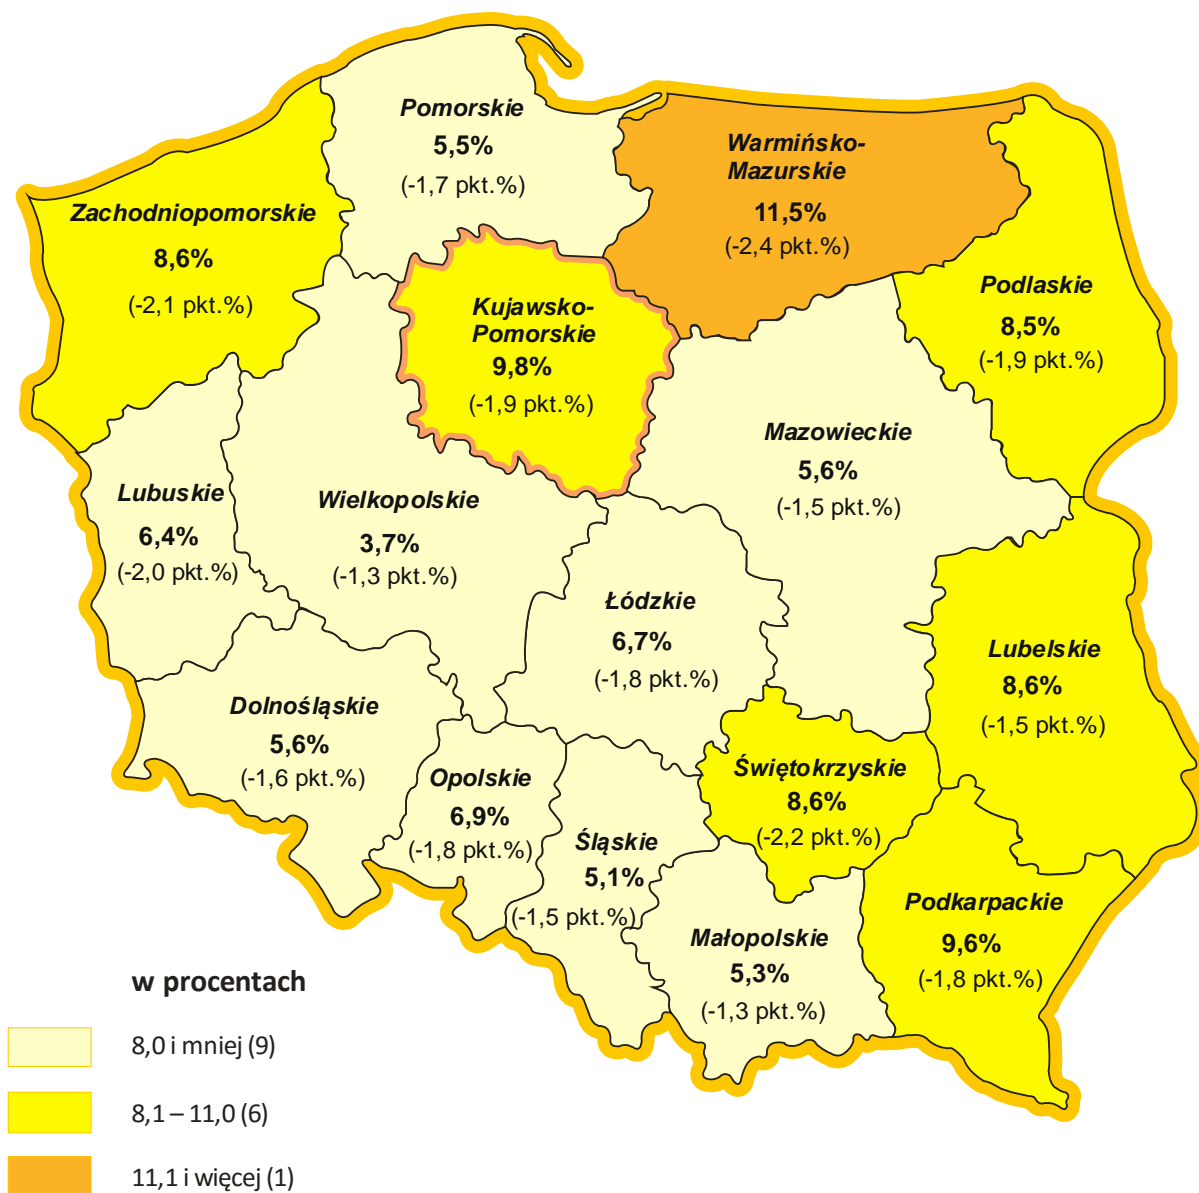 Pomorskie
5,5%
(-1,7 pkt.%)
Warmińsko-
Mazurskie
11,5%
(-2,4 pkt.%)
Zachodniopomorskie
8,6%
(-2,1 pkt.%)
Podlaskie
8,5%
(-1,9 pkt.%)
Kujawsko-
Pomorskie
9,8%
(-1,9 pkt.%)
Mazowieckie
5,6%
(-1,5 pkt.%)
Lubuskie
6,4%
(-2,0 pkt.%)
Wielkopolskie
3,7%
(-1,3 pkt.%)
Łódzkie
6,7%
(-1,8 pkt.%)
Lubelskie
8,6%
(-1,5 pkt.%)
Dolnośląskie
5,6%
(-1,6 pkt.%)
Opolskie
6,9%
(-1,8 pkt.%)
Świętokrzyskie
8,6%
(-2,2 pkt.%)
Śląskie
5,1%
(-1,5 pkt.%)
Podkarpackie
9,6%
(-1,8 pkt.%)
Małopolskie
5,3%
(-1,3 pkt.%)
w procentach
8,0 i mniej (9)
8,1 – 11,0 (6)
11,1 i więcej (1)